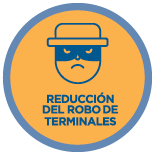 REDUCCIÓN
DEL ROBO DE
TERMINALES